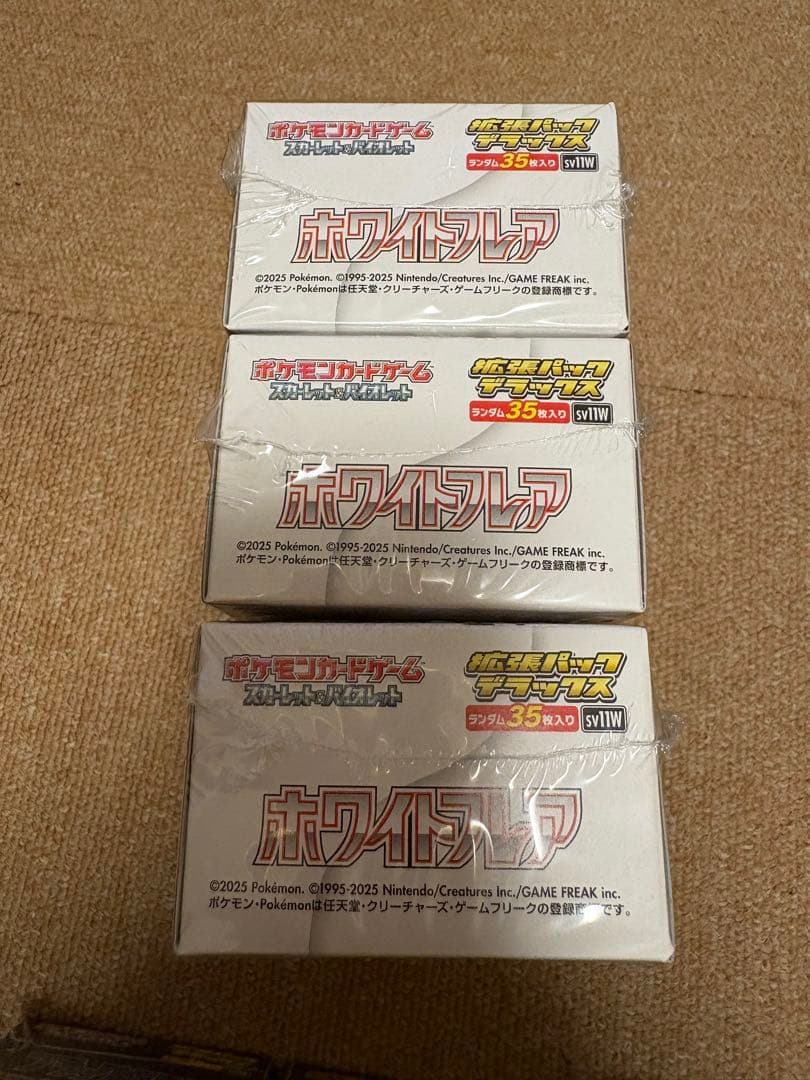 ポケモンカードゲーム
スカーレット&バイオレット
拡張パック
デラックス
ランダム35枚入り sv11W
ホワイトフレア
©2025 Pokémon. ©1995-2025 Nintendo/Creatures Inc./GAME FREAK inc.
ポケモン・Pokémonは任天堂・クリーチャーズ・ゲームフリークの登録商標です。
ポケモンカードゲーム
スカーレット&バイオレット
拡張パック
デラックス
ランダム35枚入り sv11W
ホワイトフレア
©2025 Pokémon. ©1995-2025 Nintendo/Creatures Inc./GAME FREAK inc.
ポケモン・Pokémonは任天堂・クリーチャーズ・ゲームフリークの登録商標です。
ポケモンカードゲーム
スカーレット&バイオレット
拡張パック
デラックス
ランダム35枚入り sv11W
ホワイトフレア
©2025 Pokémon. ©1995-2025 Nintendo/Creatures Inc./GAME FREAK inc.
ポケモン・Pokémonは任天堂・クリーチャーズ・ゲームフリークの登録商標です。